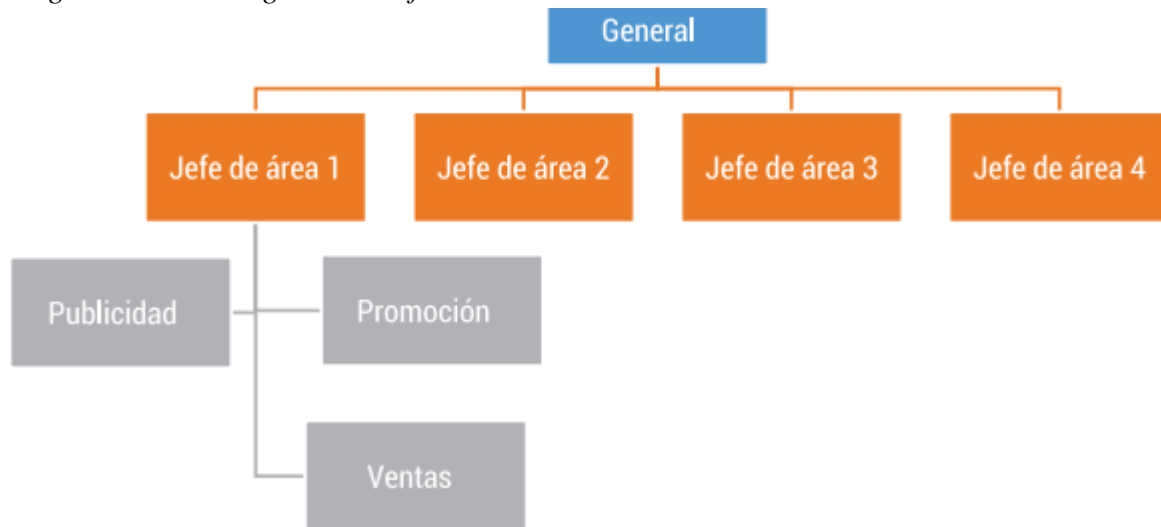 General
Jefe de área 1
Jefe de área 2
Jefe de área 3
Jefe de área 4
Publicidad
Promoción
Ventas